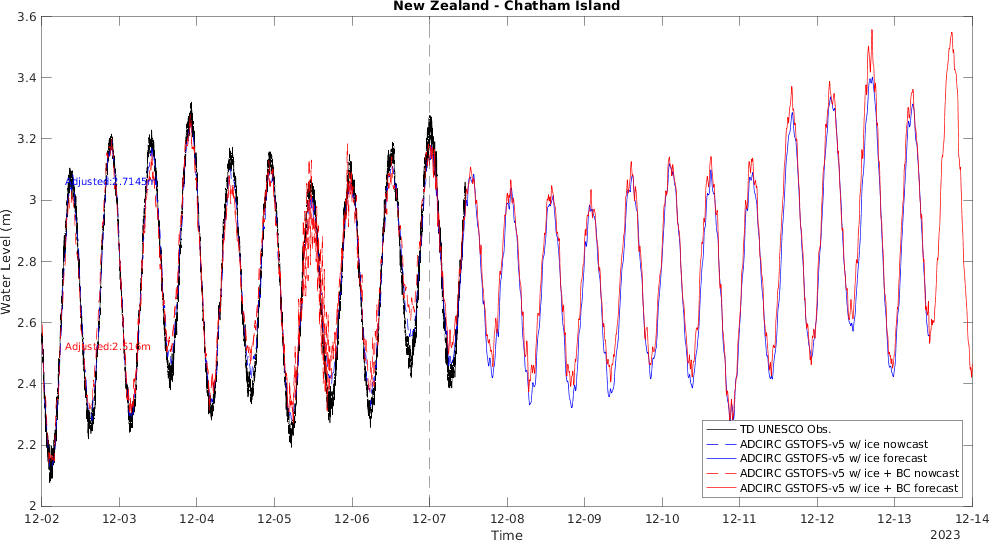 New Zealand - Chatham Island
Water Level (m)
3.6
3.4
3.2
3
2.8
2.6
2.4
2.2
2
Adjusted:2.7145m
Adjusted:2.516m
TD UNESCO Obs.
ADCIRC GSTOFS-v5 w/ ice nowcast
ADCIRC GSTOFS-v5 w/ ice forecast
ADCIRC GSTOFS-v5 w/ ice + BC nowcast
ADCIRC GSTOFS-v5 w/ ice + BC forecast
12-02 12-03 12-04 12-05 12-06 12-07 12-08 12-09 12-10 12-11 12-12 12-13 12-14
Time
2023